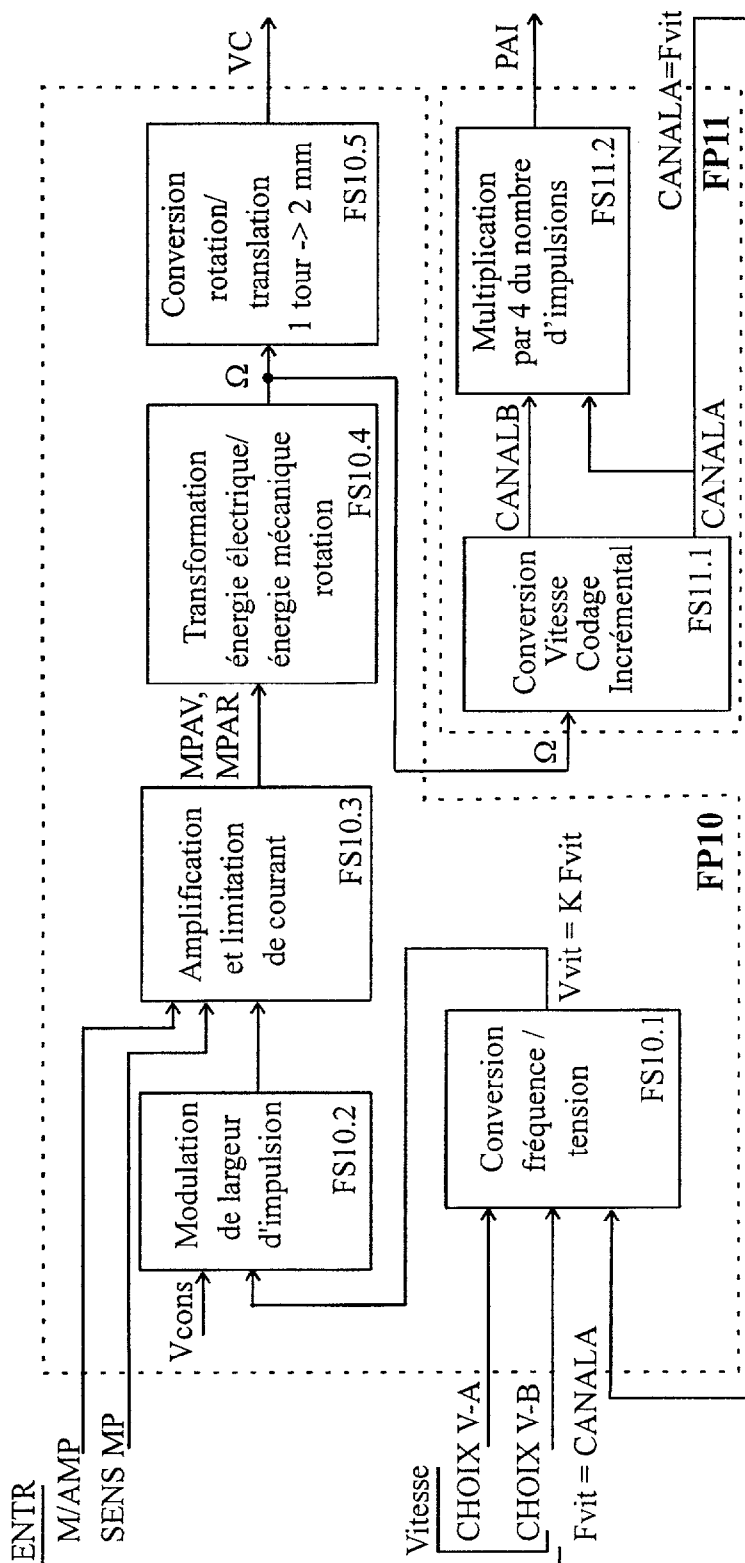 ENTR
M/AMP
SENS MP
Vcons
Modulation
de largeur
d'impulsion
FS10.2
Amplification
et limitation
de courant
FS10.3
MPAV,
MPAR
Transformation
énergie électrique/
énergie mécanique
rotation
FS10.4
Ω
Conversion
rotation/
translation
1 tour -> 2 mm
FS10.5
VC
Vitesse
CHOIX V-A
CHOIX V-B
Fvit = CANALA
Conversion
fréquence /
tension
FS10.1
Vvit = K Fvit
FP10
Ω
Conversion
Vitesse
Codage
Incrémental
FS11.1
CANALB
CANALA
Multiplication
par 4 du nombre
d'impulsions
FS11.2
PAI
CANALA=Fvit
FP11